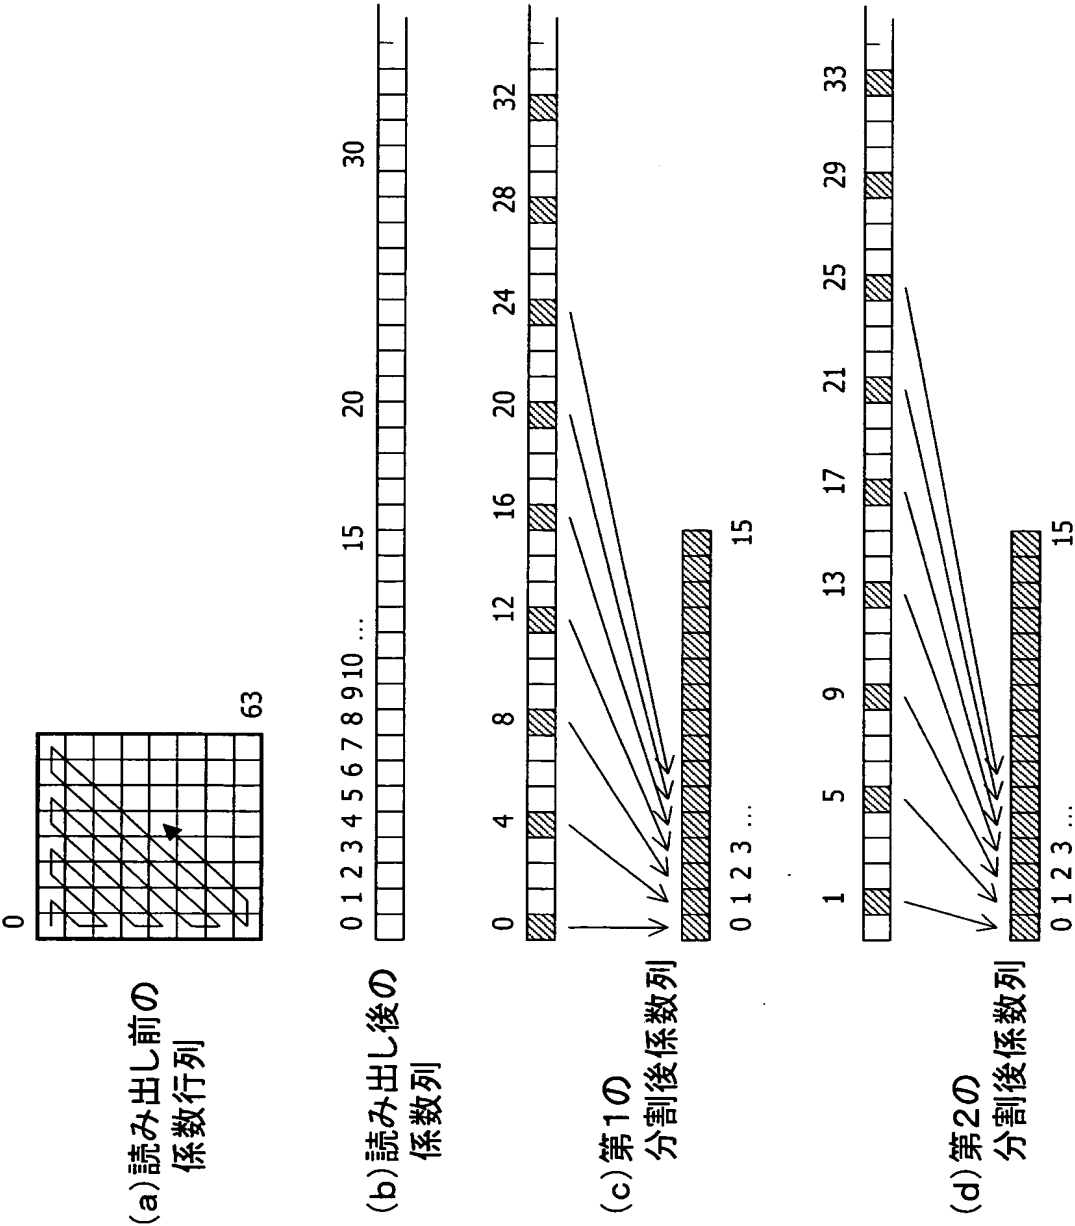 0
63
(a)読み出し前の
係数行列
0 1 2 3 4 5 6 7 8 9 10 ... 15 20 30
(b)読み出し後の
係数列
0 4 8 12 16 20 24 28 32
0 1 2 3 ... 15
(c)第1の
分割後係数列
1 5 9 13 17 21 25 29 33
0 1 2 3 ... 15
(d)第2の
分割後係数列